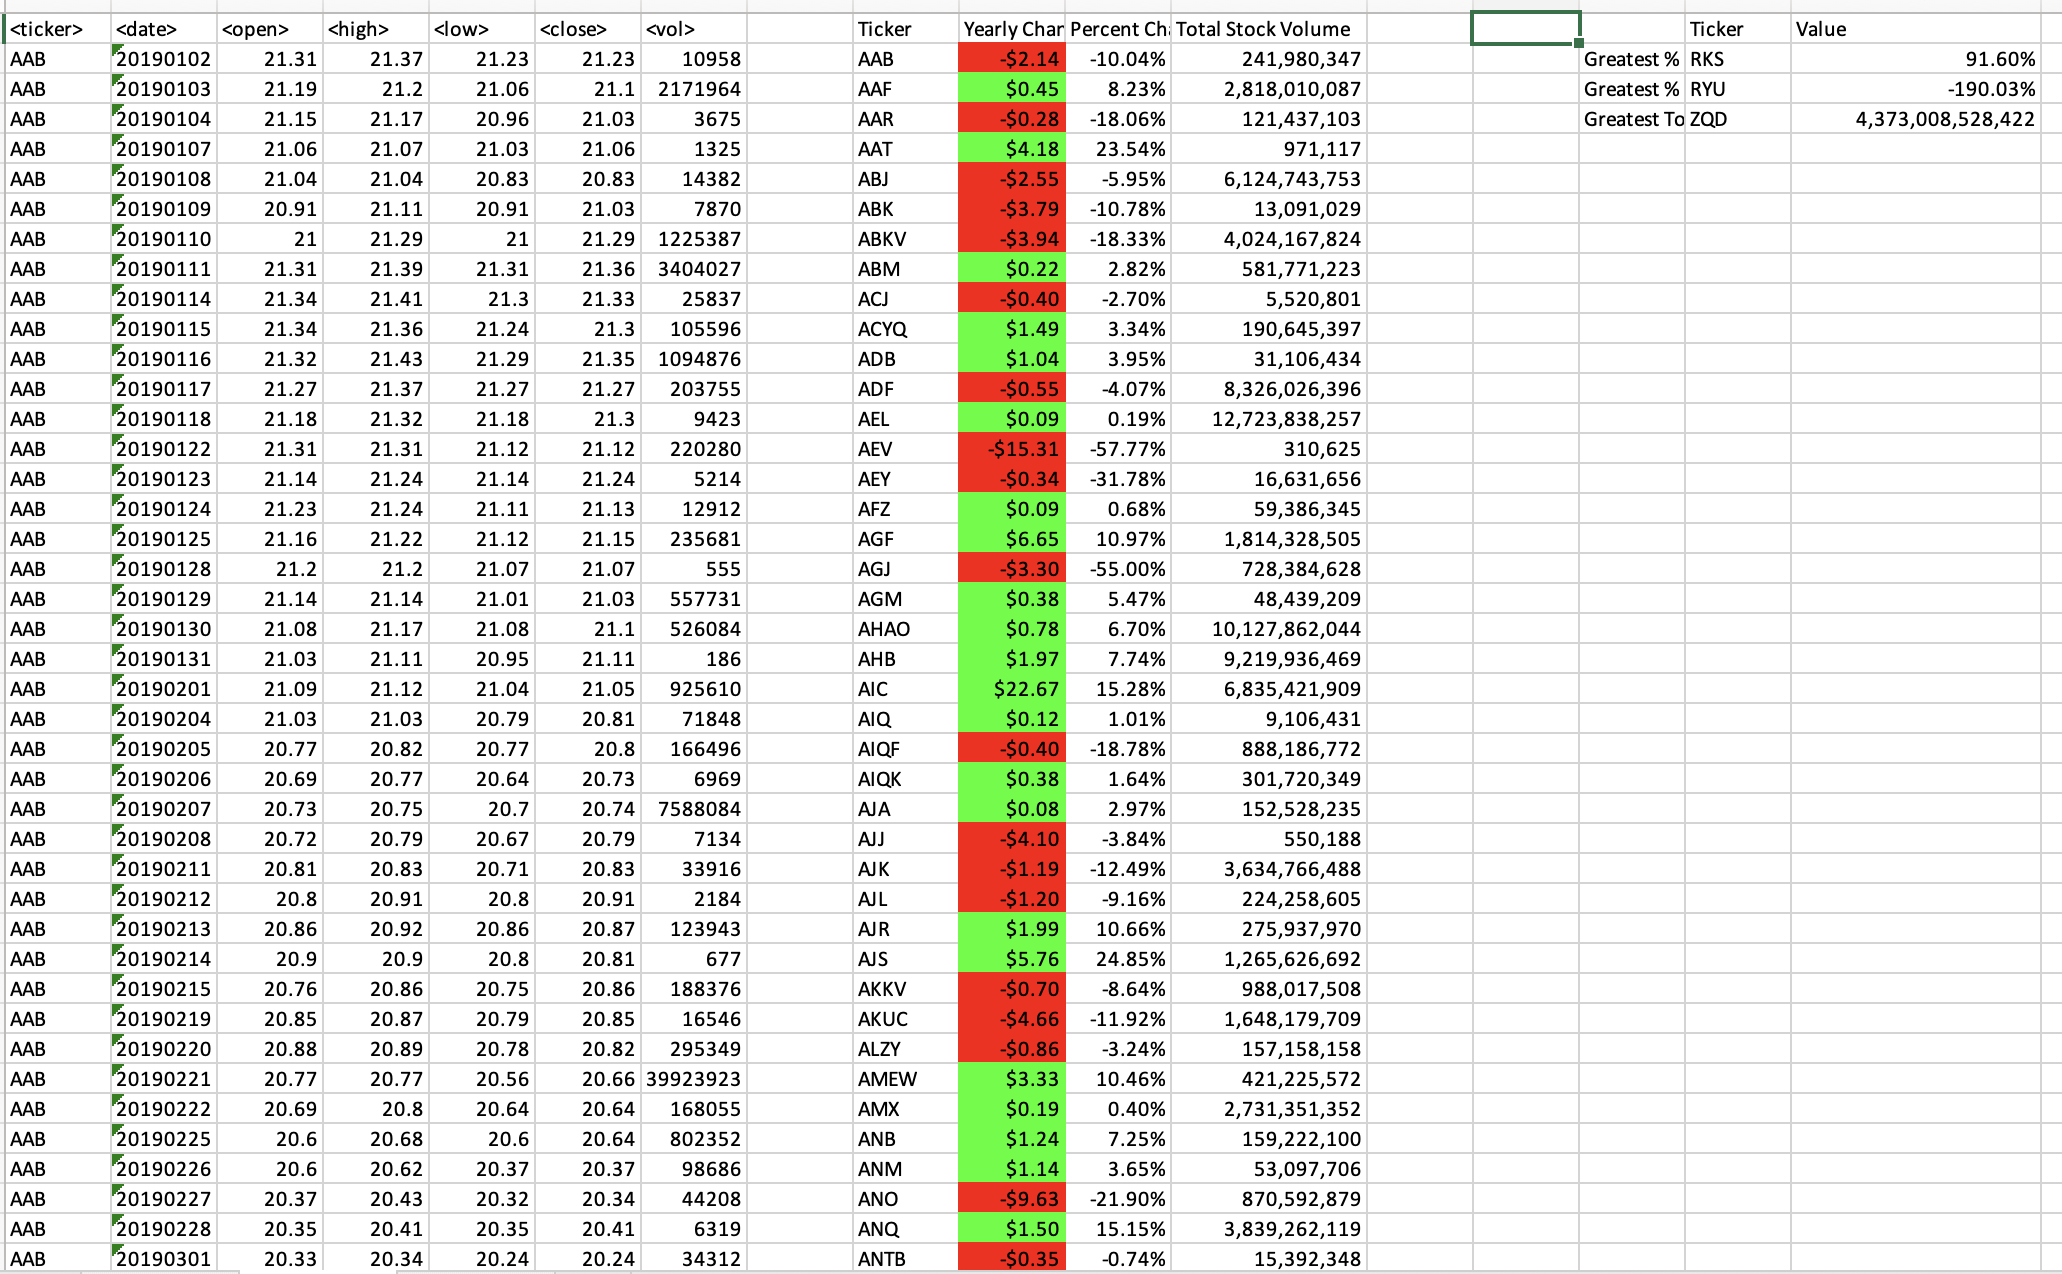 <ticker> <date> <open> <high> <low> <close> <vol> Ticker Yearly Char Percent Ch Total Stock Volume Ticker Value
AAB 20190102 21.31 21.37 21.23 21.23 10958 AAB -$2.14 -10.04% 241,980,347 Greatest % RKS 91.60%
AAB 20190103 21.19 21.2 21.06 21.1 2171964 AAF $0.45 8.23% 2,818,010,087 Greatest % RYU -190.03%
AAB 20190104 21.15 21.17 20.96 21.03 3675 AAR -$0.28 -18.06% 121,437,103 Greatest To ZQD 4,373,008,528,422
AAB 20190107 21.06 21.07 21.03 21.06 1325 AAT $4.18 23.54% 971,117
AAB 20190108 21.04 21.04 20.83 20.83 14382 ABJ -$2.55 -5.95% 6,124,743,753
AAB 20190109 20.91 21.11 20.91 21.03 7870 ABK -$3.79 -10.78% 13,091,029
AAB 20190110 21 21.29 21 21.29 1225387 ABKV -$3.94 -18.33% 4,024,167,824
AAB 20190111 21.31 21.39 21.31 21.36 3404027 ABM $0.22 2.82% 581,771,223
AAB 20190114 21.34 21.41 21.3 21.33 25837 ACJ -$0.40 -2.70% 5,520,801
AAB 20190115 21.34 21.36 21.24 21.3 105596 ACYQ $1.49 3.34% 190,645,397
AAB 20190116 21.32 21.43 21.29 21.35 1094876 ADB $1.04 3.95% 31,106,434
AAB 20190117 21.27 21.37 21.27 21.27 203755 ADF -$0.55 -4.07% 8,326,026,396
AAB 20190118 21.18 21.32 21.18 21.3 9423 AEL $0.09 0.19% 12,723,838,257
AAB 20190122 21.31 21.31 21.12 21.12 220280 AEV -$15.31 -57.77% 310,625
AAB 20190123 21.14 21.24 21.14 21.24 5214 AEY -$0.34 -31.78% 16,631,656
AAB 20190124 21.23 21.24 21.11 21.13 12912 AFZ $0.09 0.68% 59,386,345
AAB 20190125 21.16 21.22 21.12 21.15 235681 AGF $6.65 10.97% 1,814,328,505
AAB 20190128 21.2 21.2 21.07 21.07 555 AGJ -$3.30 -55.00% 728,384,628
AAB 20190129 21.14 21.14 21.01 21.03 557731 AGM $0.38 5.47% 48,439,209
AAB 20190130 21.08 21.17 21.08 21.1 526084 AHAO $0.78 6.70% 10,127,862,044
AAB 20190131 21.03 21.11 20.95 21.11 186 AHB $1.97 7.74% 9,219,936,469
AAB 20190201 21.09 21.12 21.04 21.05 925610 AIC $22.67 15.28% 6,835,421,909
AAB 20190204 21.03 21.03 20.79 20.81 71848 AIQ $0.12 1.01% 9,106,431
AAB 20190205 20.77 20.82 20.77 20.8 166496 AIQF -$0.40 -18.78% 888,186,772
AAB 20190206 20.69 20.77 20.64 20.73 6969 AIQK $0.38 1.64% 301,720,349
AAB 20190207 20.73 20.75 20.7 20.74 7588084 AJA $0.08 2.97% 152,528,235
AAB 20190208 20.72 20.79 20.67 20.79 7134 AJJ -$4.10 -3.84% 550,188
AAB 20190211 20.81 20.83 20.71 20.83 33916 AJK -$1.19 -12.49% 3,634,766,488
AAB 20190212 20.8 20.91 20.8 20.91 2184 AJL -$1.20 -9.16% 224,258,605
AAB 20190213 20.86 20.92 20.86 20.87 123943 AJR $1.99 10.66% 275,937,970
AAB 20190214 20.9 20.9 20.8 20.81 677 AJS $5.76 24.85% 1,265,626,692
AAB 20190215 20.76 20.86 20.75 20.86 188376 AKKV -$0.70 -8.64% 988,017,508
AAB 20190219 20.85 20.87 20.79 20.85 16546 AKUC -$4.66 -11.92% 1,648,179,709
AAB 20190220 20.88 20.89 20.78 20.82 295349 ALZY -$0.86 -3.24% 157,158,158
AAB 20190221 20.77 20.77 20.56 20.66 39923923 AMEW $3.33 10.46% 421,225,572
AAB 20190222 20.69 20.8 20.64 20.64 168055 AMX $0.19 0.40% 2,731,351,352
AAB 20190225 20.6 20.68 20.6 20.64 802352 ANB $1.24 7.25% 159,222,100
AAB 20190226 20.6 20.62 20.37 20.37 98686 ANM $1.14 3.65% 53,097,706
AAB 20190227 20.37 20.43 20.32 20.34 44208 ANO -$9.63 -21.90% 870,592,879
AAB 20190228 20.35 20.41 20.35 20.41 6319 ANQ $1.50 15.15% 3,839,262,119
AAB 20190301 20.33 20.34 20.24 20.24 34312 ANTB -$0.35 -0.74% 15,392,348